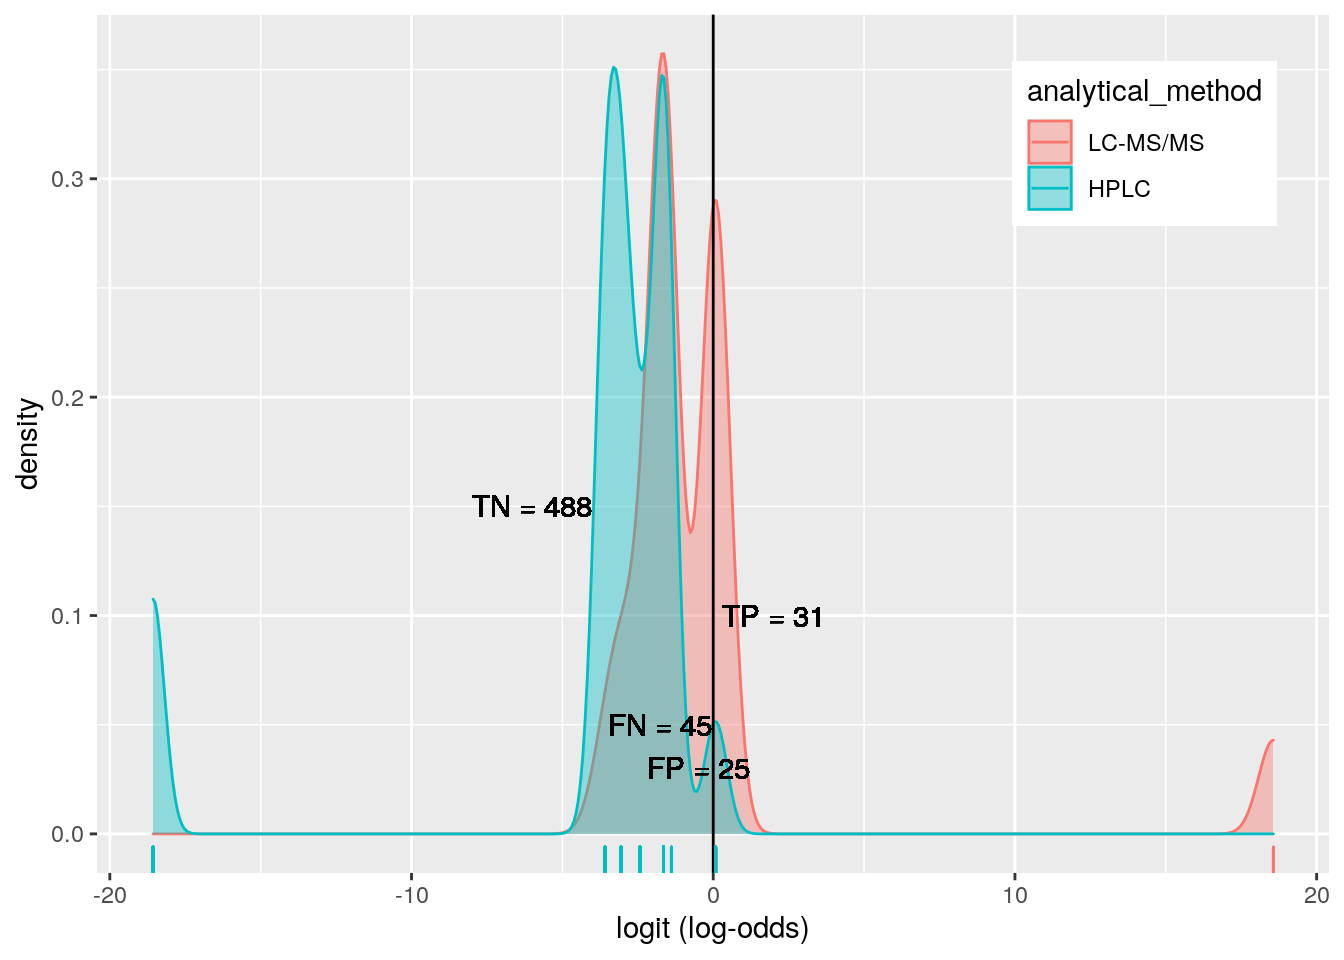 analytical_method
LC-MS/MS
HPLC
0.3
0.2
density
TN = 488
0.1
TP = 31
FN = 45
FP = 25
0.0
-20
-10
0
10
20
logit (log-odds)